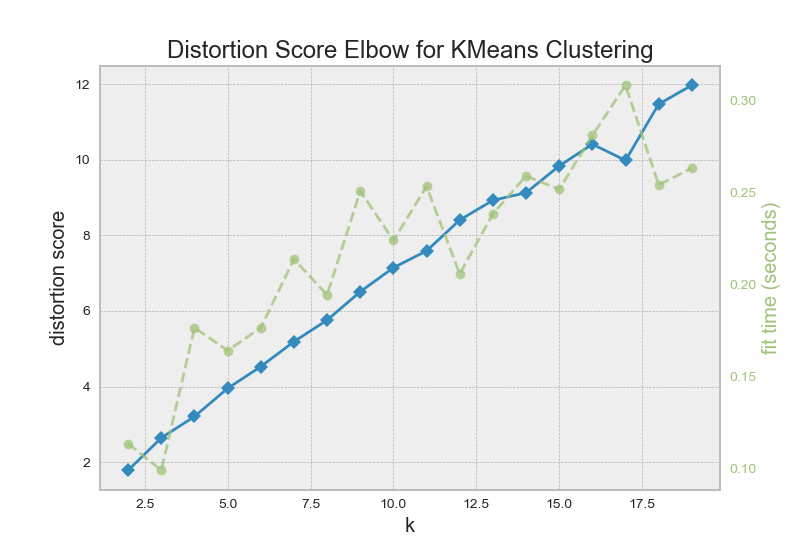 Distortion Score Elbow for KMeans Clustering
12
10
8
6
4
2
distortion score
0.30
0.25
0.20
0.15
0.10
fit time (seconds)
2.5 5.0 7.5 10.0 12.5 15.0 17.5
k